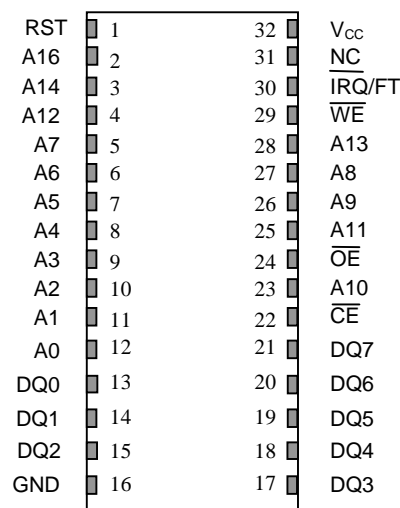 RST 1 32 VCC
A16 2 31 NC
A14 3 30 IRQ/FT
A12 4 29 WE
A7 5 28 A13
A6 6 27 A8
A5 7 26 A9
A4 8 25 A11
A3 9 24 OE
A2 10 23 A10
A1 11 22 CE
A0 12 21 DQ7
DQ0 13 20 DQ6
DQ1 14 19 DQ5
DQ2 15 18 DQ4
GND 16 17 DQ3